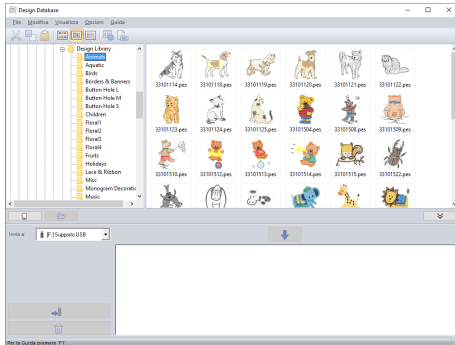 Design Database
File Modifica Visualizza Opzioni Guida
Design Library
Animals
Aquatic
Birds
Borders & Banners
Button Hole L
Button Hole M
Button Hole S
Children
Floral1
Floral2
Floral3
Floral4
Fruits
Holidays
Lace & Ribbon
Misc
Monogram Decorati
Music
33101114.pes 33101118.pes 33101119.pes 33101120.pes 33101121.pes 33101122.pes
33101123.pes 33101124.pes 33101125.pes 33101504.pes 33101508.pes 33101509.pes
33101510.pes 33101512.pes 33101513.pes 33101514.pes 33101515.pes 33101522.pes
Invia a: [F:] Supporto USB
Per la Guida premere 'F1'.